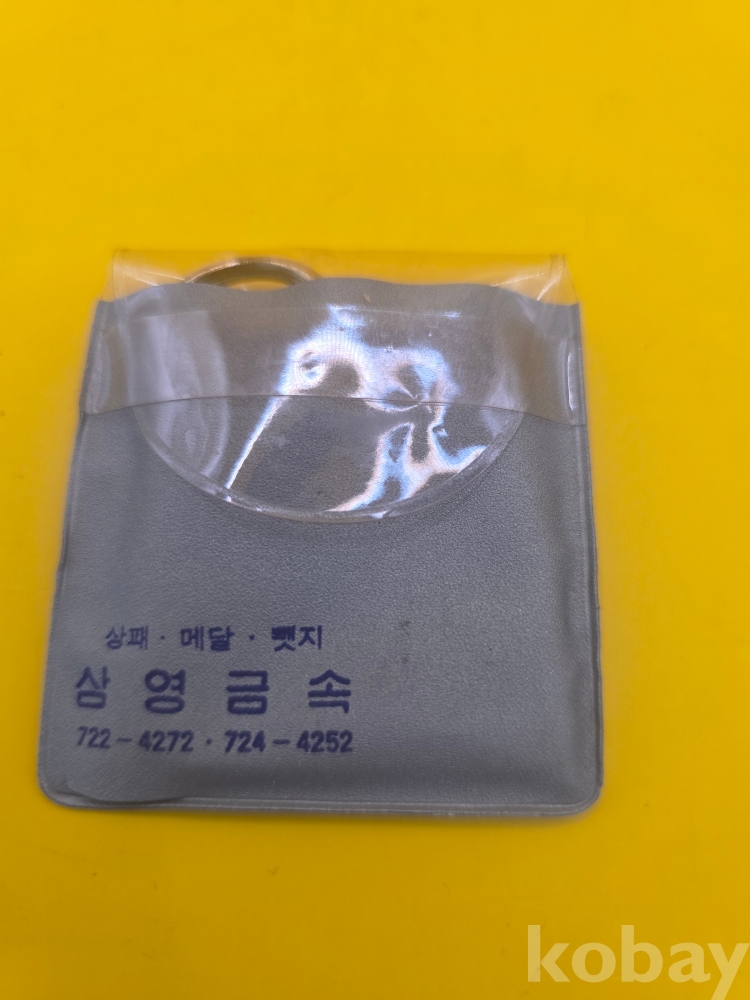 상패 · 메달 · 뺏지
삼영금속
722-4272 · 724-4252
kobay